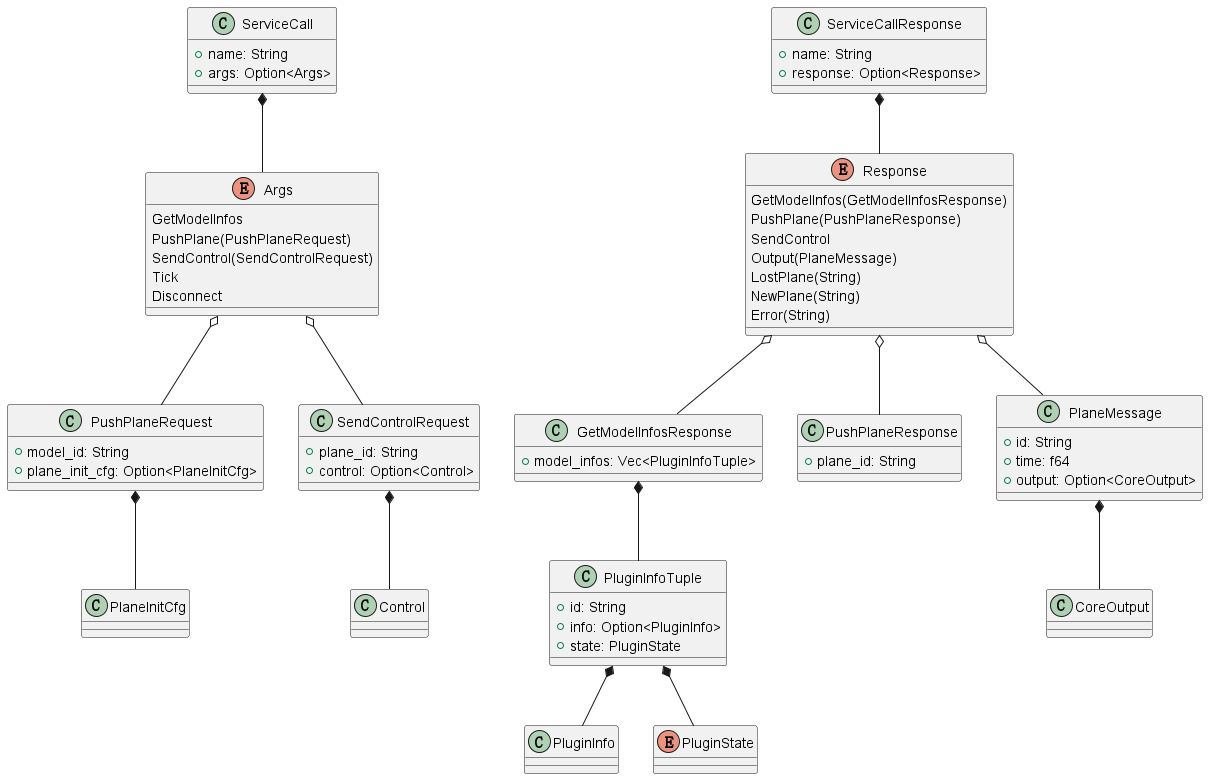 C ServiceCall
name: String
args: Option<Args>
C ServiceCallResponse
name: String
response: Option<Response>
E Args
GetModelInfos
PushPlane(PushPlaneRequest)
SendControl(SendControlRequest)
Tick
Disconnect
E Response
GetModelInfos(GetModelInfosResponse)
PushPlane(PushPlaneResponse)
SendControl
Output(PlaneMessage)
LostPlane(String)
NewPlane(String)
Error(String)
C PushPlaneRequest
model_id: String
plane_init_cfg: Option<PlaneInitCfg>
C SendControlRequest
plane_id: String
control: Option<Control>
C GetModelInfosResponse
model_infos: Vec<PluginInfoTuple>
C PushPlaneResponse
plane_id: String
C PlaneMessage
id: String
time: f64
output: Option<CoreOutput>
C PlaneInitCfg
C Control
C PluginInfoTuple
id: String
info: Option<PluginInfo>
state: PluginState
C CoreOutput
C PluginInfo
E PluginState